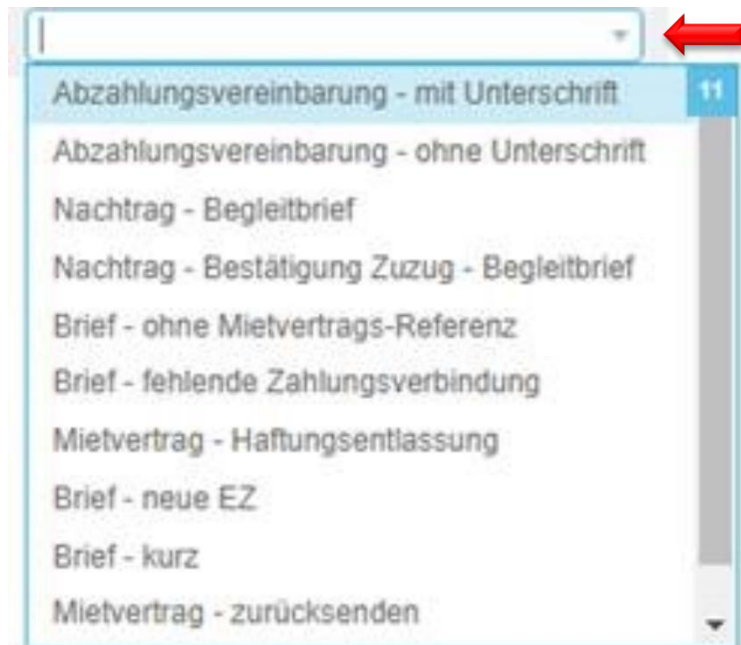 Abzahlungsvereinbarung - mit Unterschrift 11
Abzahlungsvereinbarung - ohne Unterschrift
Nachtrag - Begleitbrief
Nachtrag - Bestätigung Zuzug - Begleitbrief
Brief - ohne Mietvertrags-Referenz
Brief - fehlende Zahlungsverbindung
Mietvertrag - Haftungsentlassung
Brief - neue EZ
Brief - kurz
Mietvertrag - zurücksenden